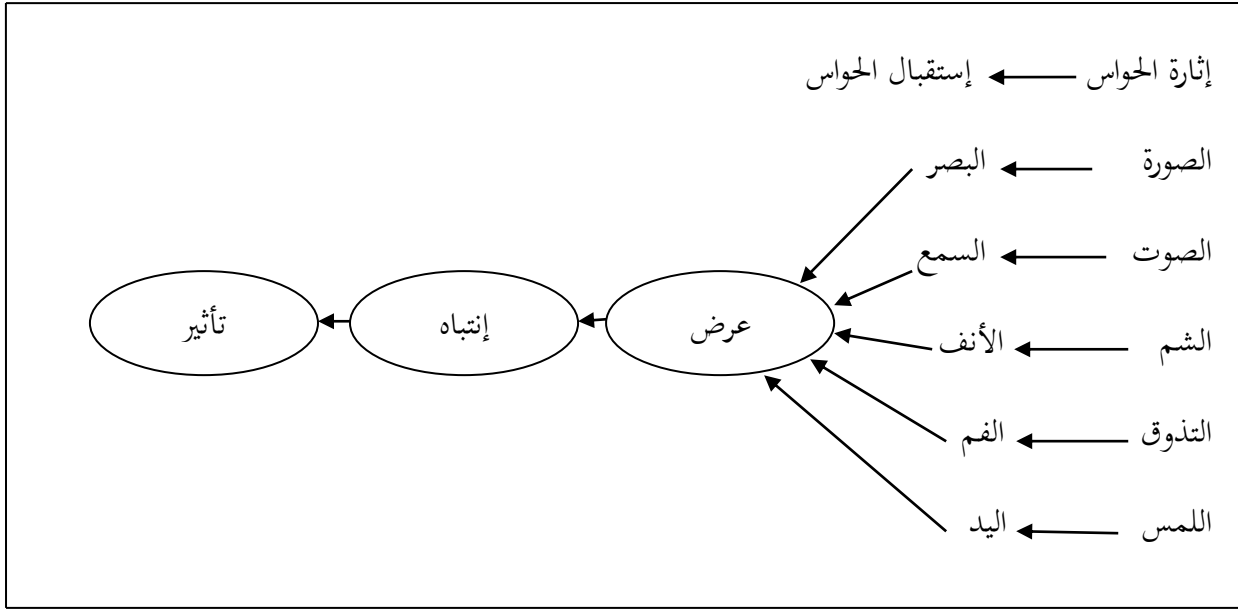 إثارة الحواس إستقبال الحواس
الصورة البصر
الصوت السمع
عرض إنتباه تأثير
الشم الأنف
التذوق الفم
اللمس اليد